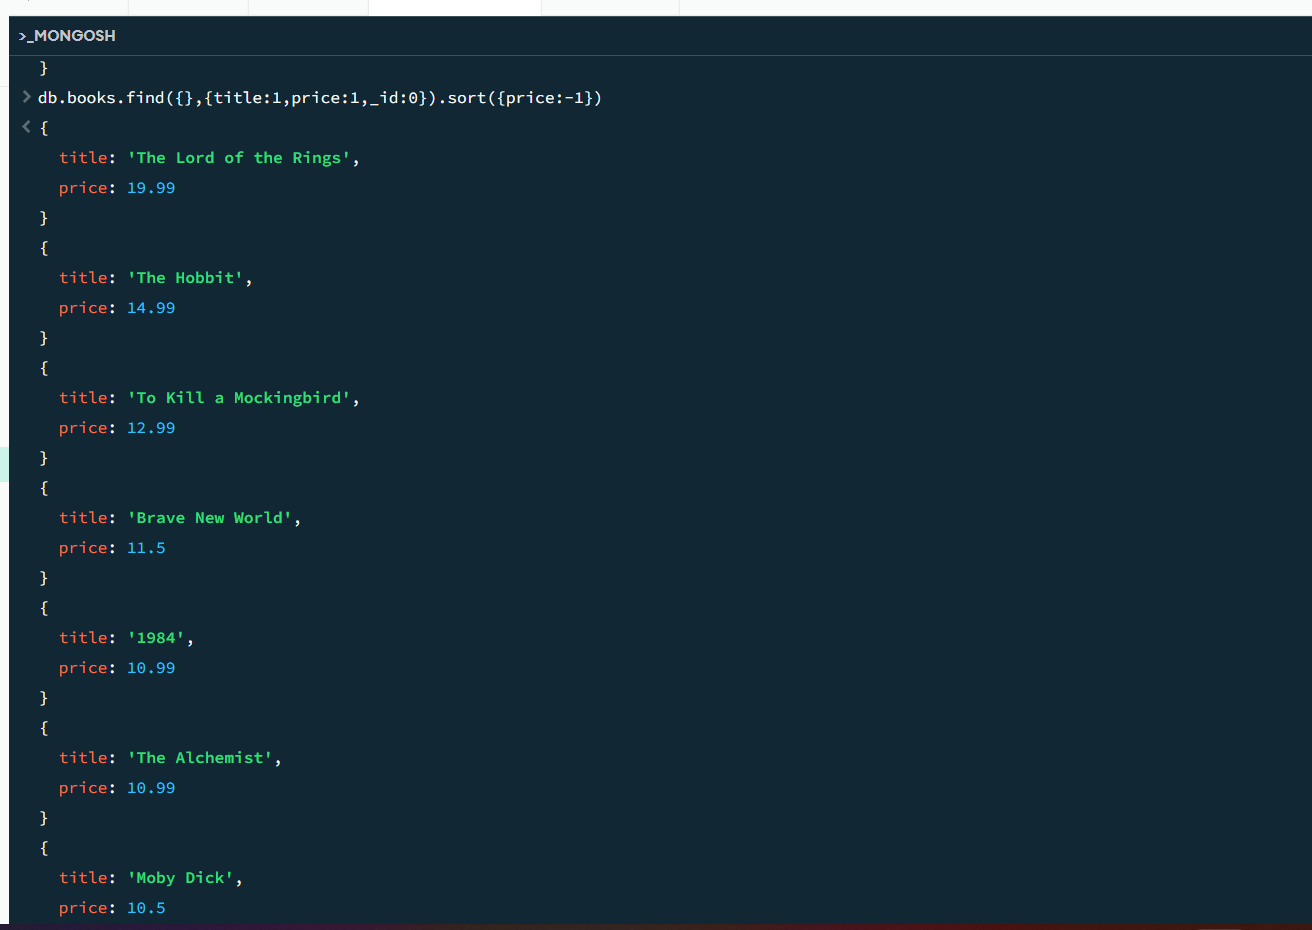 >_MONGOSH
}
> db.books.find({},{title:1,price:1,_id:0}).sort({price:-1})
< {
title: 'The Lord of the Rings',
price: 19.99
}
{
title: 'The Hobbit',
price: 14.99
}
{
title: 'To Kill a Mockingbird',
price: 12.99
}
{
title: 'Brave New World',
price: 11.5
}
{
title: '1984',
price: 10.99
}
{
title: 'The Alchemist',
price: 10.99
}
{
title: 'Moby Dick',
price: 10.5